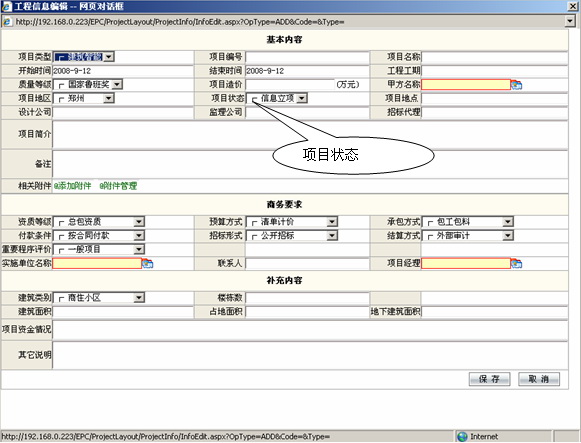 工程信息编辑 -- 网页对话框
http://192.168.0.223/EPC/ProjectLayout/ProjectInfo/InfoEdit.aspx?OpType=ADD&Code=&Type=
基本内容
项目类型 ┏ 建筑智能 项目编号 项目名称
开始时间 2008-9-12 结束时间 2008-9-12 工程工期
质量等级 ┏ 国家鲁班奖 项目造价 (万元) 甲方名称
项目地区 ┏ 郑州 项目状态 ┏ 信息立项 项目地点
设计公司 监理公司 招标代理
项目简介
项目状态
备注
相关附件 @添加附件 @附件管理
商务要求
资质等级 ┏ 总包资质 预算方式 ┏ 清单计价 承包方式 ┏ 包工包料
付款条件 ┏ 按合同付款 招标形式 ┏ 公开招标 结算方式 ┏ 外部审计
重要程序评价 ┏ 一般项目
实施单位名称 联系人 项目经理
补充内容
建筑类别 ┏ 商住小区 楼栋数
建筑面积 占地面积 地下建筑面积
项目资金情况
其它说明
保 存 取 消
http://192.168.0.223/EPC/ProjectLayout/ProjectInfo/InfoEdit.aspx?OpType=ADD&Code=&Type= Internet